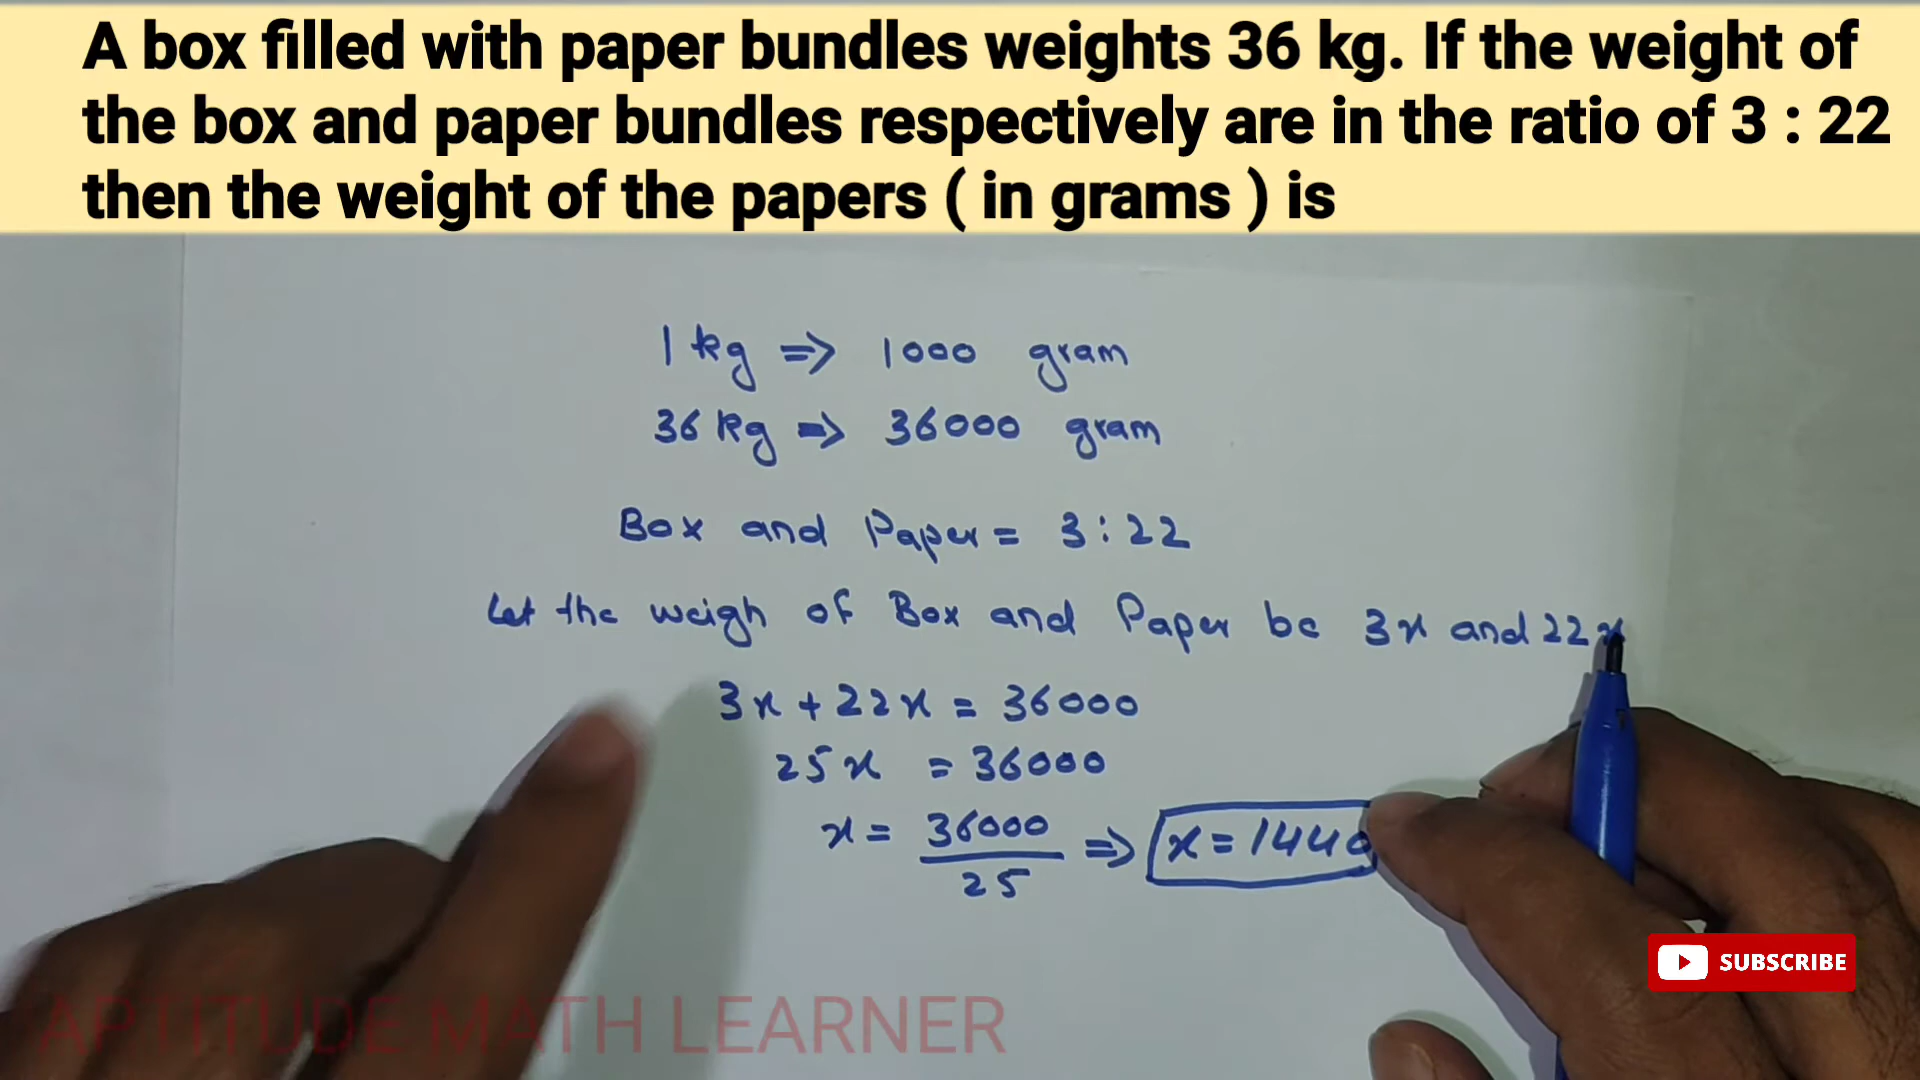 A box filled with paper bundles weights 36 kg. If the weight of
the box and paper bundles respectively are in the ratio of 3 : 22
then the weight of the papers ( in grams ) is
1 kg => 1000 gram
36 kg => 36000 gram
Box and Paper = 3:22
Let the weigh of Box and Paper be 3x and 22x
3x + 22x = 36000
25x = 36000
x = 36000/25 => x = 1440
SUBSCRIBE
APTITUDE MATH LEARNER